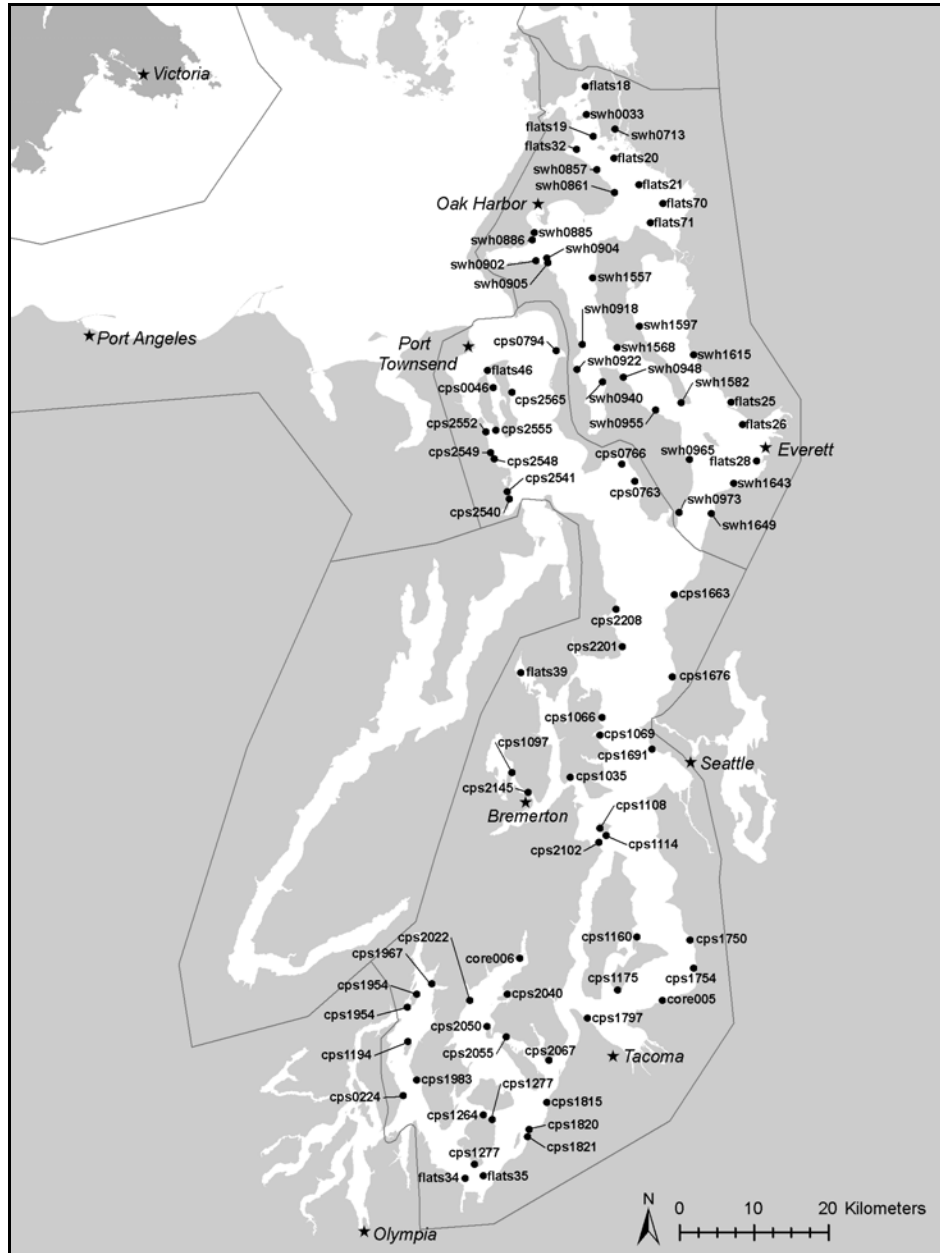 Victoria
flats18
swh0033
flats19
swh0713
flats32
flats20
swh0857
swh0861
flats21
Oak Harbor
flats70
flats71
swh0885
swh0886
swh0904
swh0902
swh0905
swh1557
Port Angeles
swh0918
swh1597
Port
Townsend
cps0794
swh1568
swh1615
flats46
swh0922
swh0948
cps0046
cps2565
swh0940
swh1582
flats25
swh0955
cps2552
cps2555
flats26
Everett
cps2549
cps2548
cps0766
swh0965
flats28
cps2541
cps0763
swh1643
cps2540
swh0973
swh1649
cps1663
cps2208
cps2201
flats39
cps1676
cps1066
cps1069
cps1691
Seattle
cps1097
cps1035
cps2145
Bremerton
cps1108
cps1114
cps2102
cps2022
cps1160
cps1750
cps1967
core006
cps1754
cps1954
cps2040
cps1175
core005
cps1954
cps2050
cps1797
cps1194
cps2055
cps2067
Tacoma
cps1983
cps1277
cps0224
cps1264
cps1815
cps1820
cps1821
cps1277
flats34
flats35
Olympia
N
0 10 20 Kilometers